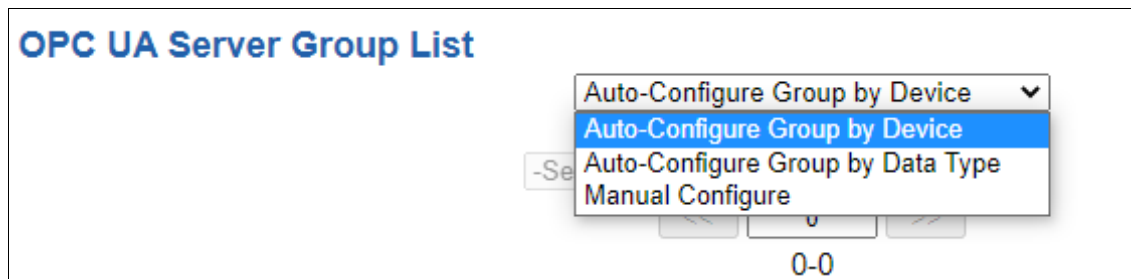 OPC UA Server Group List
Auto-Configure Group by Device
Auto-Configure Group by Device
Auto-Configure Group by Data Type
-Se
Manual Configure
<< 0 >>
0-0